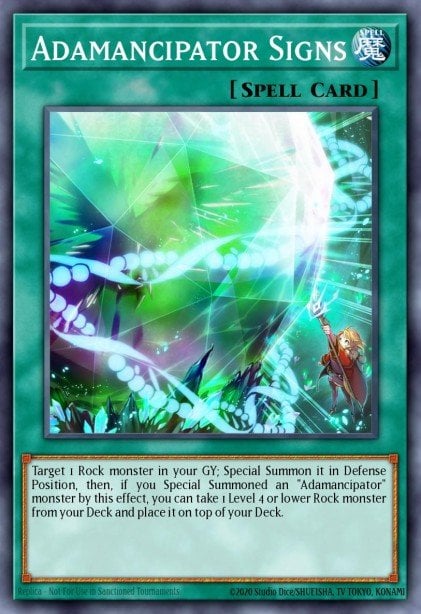 Adamancipator Signs
SPELL
魔
[Spell Card]
Target 1 Rock monster in your GY; Special Summon it in Defense
Position, then, if you Special Summoned an "Adamancipator"
monster by this effect, you can take 1 Level 4 or lower Rock monster
from your Deck and place it on top of your Deck.
Replica - Not For Use in Sanctioned Tournaments
©2020 Studio Dice/SHUEISHA, TV TOKYO, KONAMI